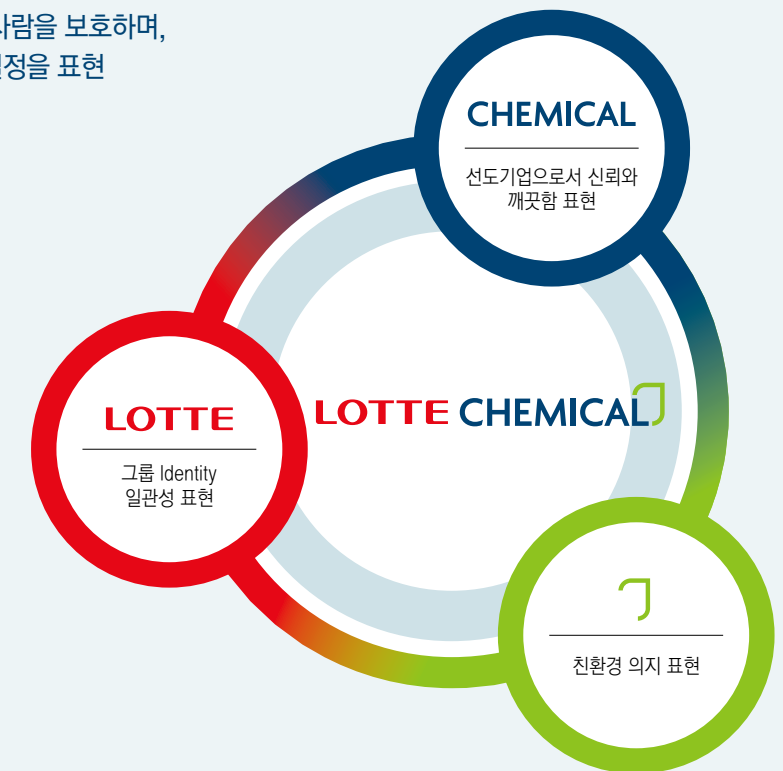 사람을 보호하며,
열정을 표현
CHEMICAL
선도기업으로서 신뢰와
깨끗함 표현
LOTTE
그룹 Identity
일관성 표현
LOTTE CHEMICAL
친환경 의지 표현